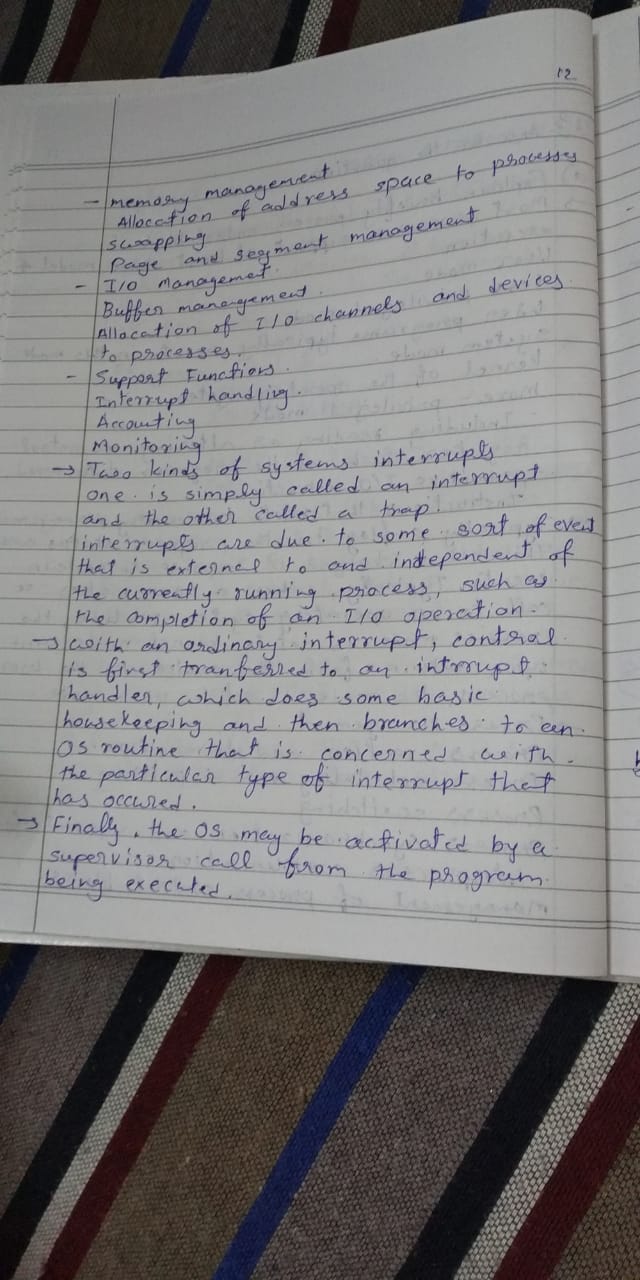 12
- memory management
Allocation of address space to processes
swapping
Page and segment management
- I/O Managemet
Buffer management
Allocation of I/O channels and devices
to processes.
- Support Functions.
Interrupt handling.
Accounting
Monitoring
→ Two kinds of systems interrupts
one is simply called an interrupt
and the other called a trap.
interrupts are due to some sort of event
that is external to and independent of
the currently running process, such as
the completion of an I/O operation.
→ with an ordinary interrupt, control
is first tranferred to an intrrupt
handler, which does some basic
housekeeping and then branches to an
OS routine that is concerned with
the particular type of interrupt that
has occured.
→ Finally, the OS may be activated by a
supervisor call from the program
being executed.